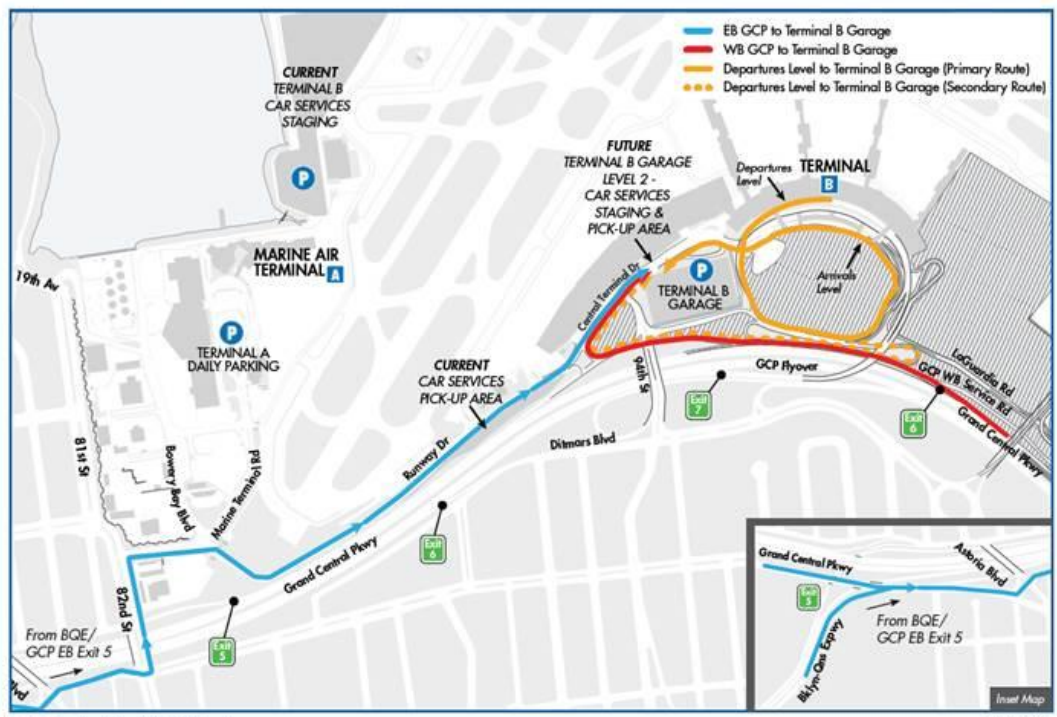 EB GCP to Terminal B Garage
WB GCP to Terminal B Garage
Departures Level to Terminal B Garage (Primary Route)
Departures Level to Terminal B Garage (Secondary Route)
CURRENT
TERMINAL B
CAR SERVICES
STAGING
P
FUTURE
TERMINAL B GARAGE
LEVEL 2 -
CAR SERVICES
STAGING &
PICK-UP AREA
Departures
Level
TERMINAL
B
Arrivals
Level
MARINE AIR
TERMINAL A
19th Av
P
TERMINAL A
DAILY PARKING
Central Terminal Dr
P
TERMINAL B
GARAGE
CURRENT
CAR SERVICES
PICK-UP AREA
94th St
GCP Flyover
LaGuardia Rd
GCP WB Service Rd
Grand Central Pkwy
Exit
7
Exit
6
81st St
Bowery Bay Blvd
Marine Terminal Rd
Runway Dr
Ditmars Blvd
Exit
6
Grand Central Pkwy
82nd St
Exit
5
From BQE/
GCP EB Exit 5
lvd
Grand Central Pkwy
Astoria Blvd
Exit
5
Bklyn-Qns Expwy
From BQE/
GCP EB Exit 5
Inset Map